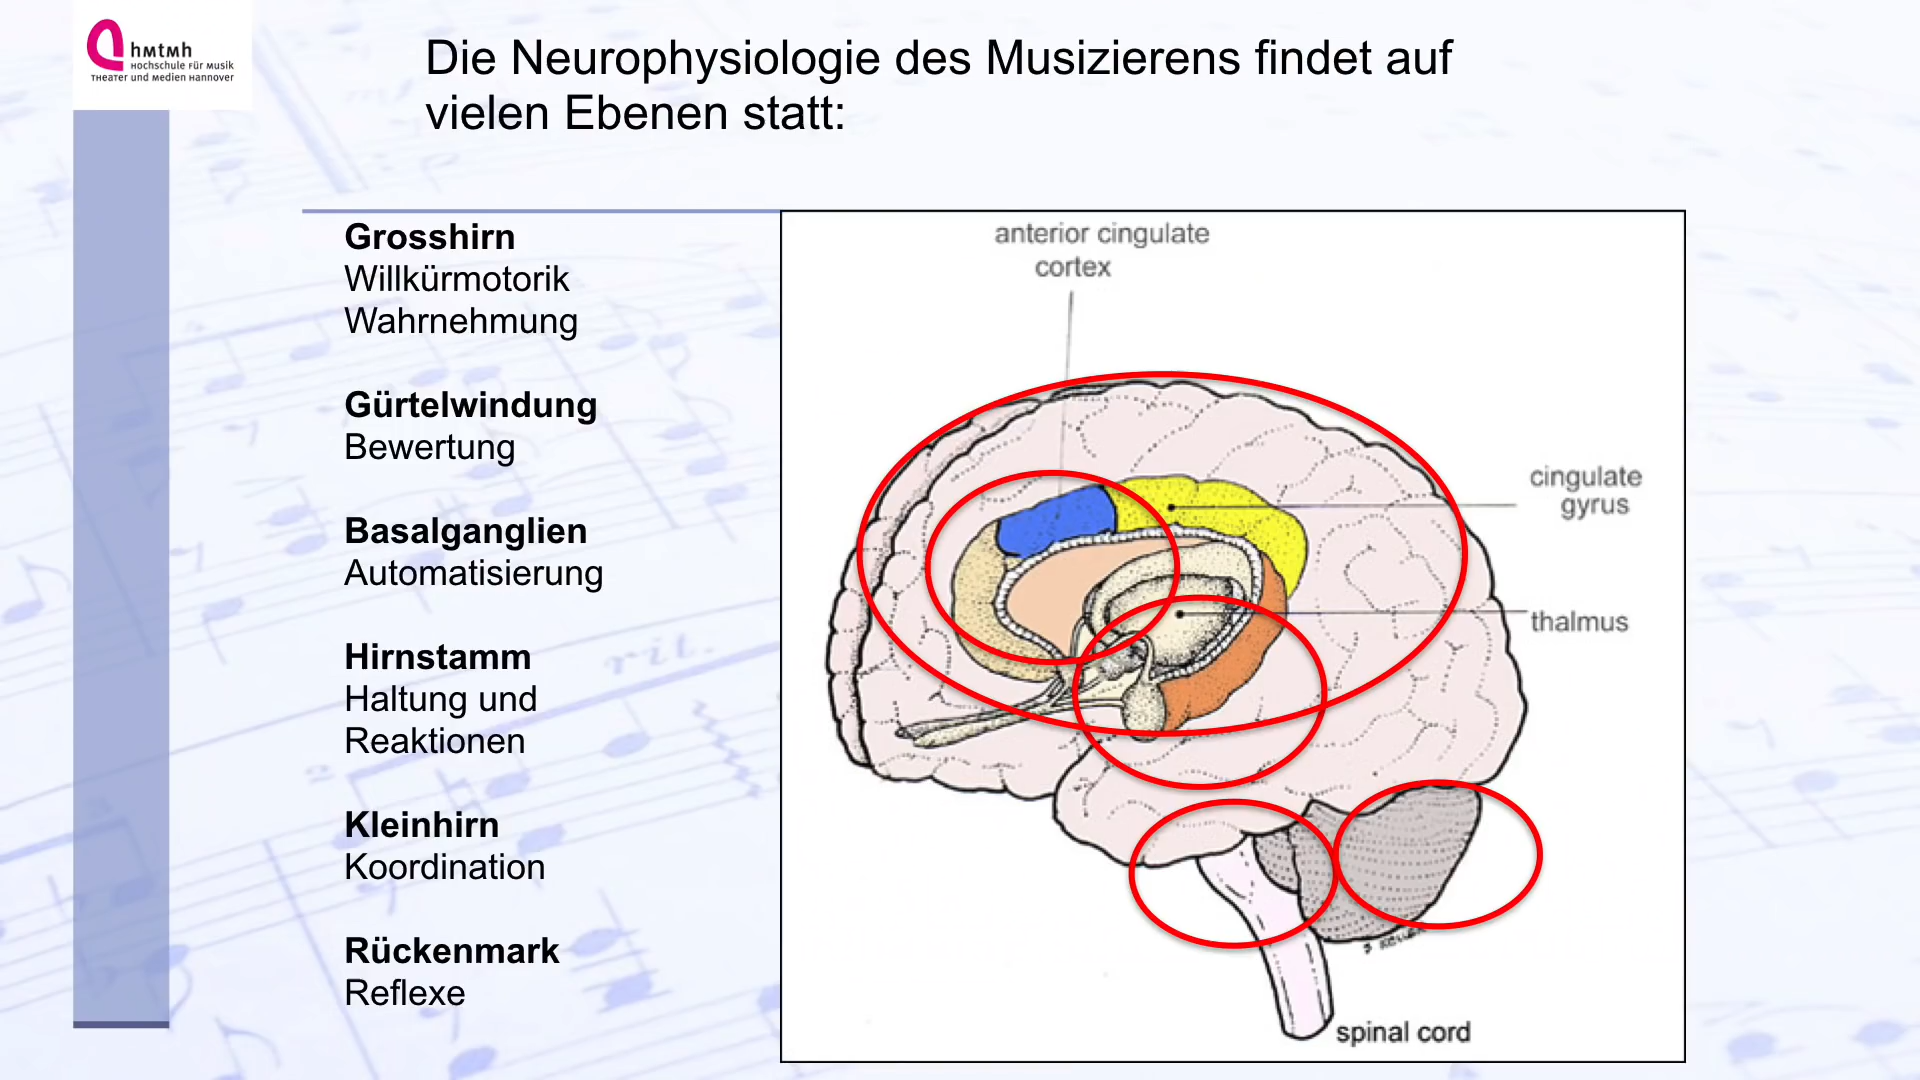 hmtmh
Hochschule für Musik
Theater und Medien Hannover
Die Neurophysiologie des Musizierens findet auf
vielen Ebenen statt:
Grosshirn
Willkürmotorik
Wahrnehmung
Gürtelwindung
Bewertung
Basalganglien
Automatisierung
Hirnstamm
Haltung und
Reaktionen
Kleinhirn
Koordination
Rückenmark
Reflexe
anterior cingulate
cortex
cingulate
gyrus
thalmus
spinal cord
rit.